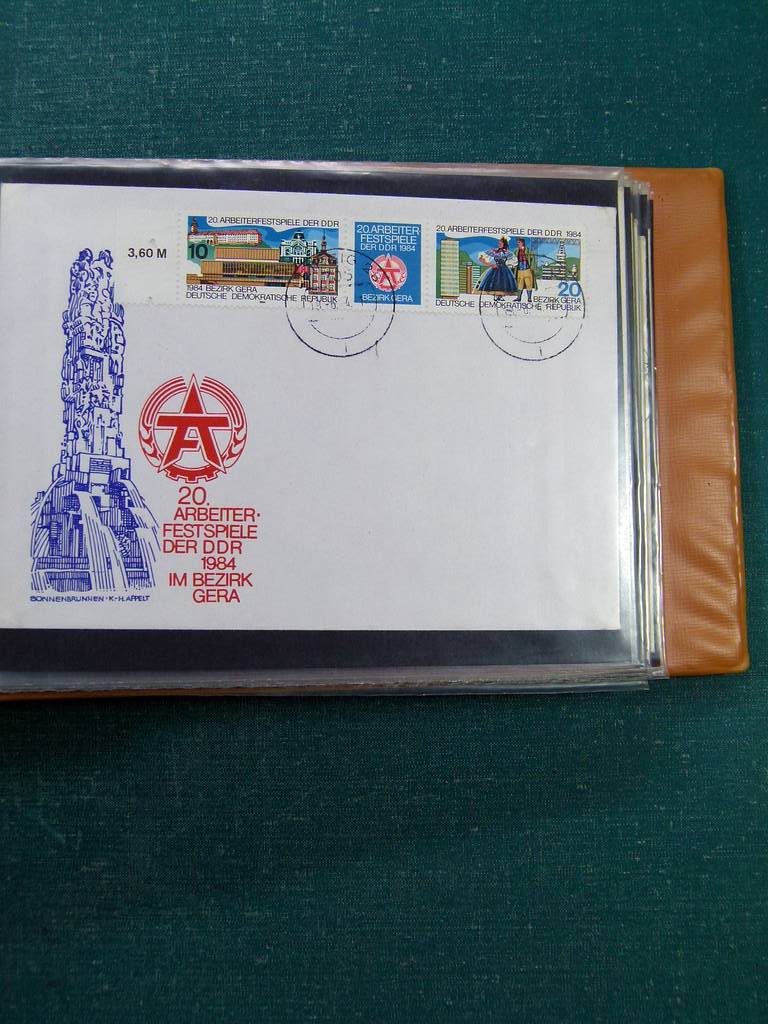 3,60 M
20. ARBEITERFESTSPIELE DER DDR
10
1984 BEZIRK GERA
DEUTSCHE DEMOKRATISCHE REPUBLIK
20. ARBEITER
FESTSPIELE
DER DDR 1984
BEZIRK GERA
20. ARBEITERFESTSPIELE DER DDR 1984
20
BEZIRK GERA
DEUTSCHE DEMOKRATISCHE REPUBLIK
20.
ARBEITER-
FESTSPIELE
DER DDR
1984
IM BEZIRK
GERA
SONNENBRUNNEN · K.-H. APPELT